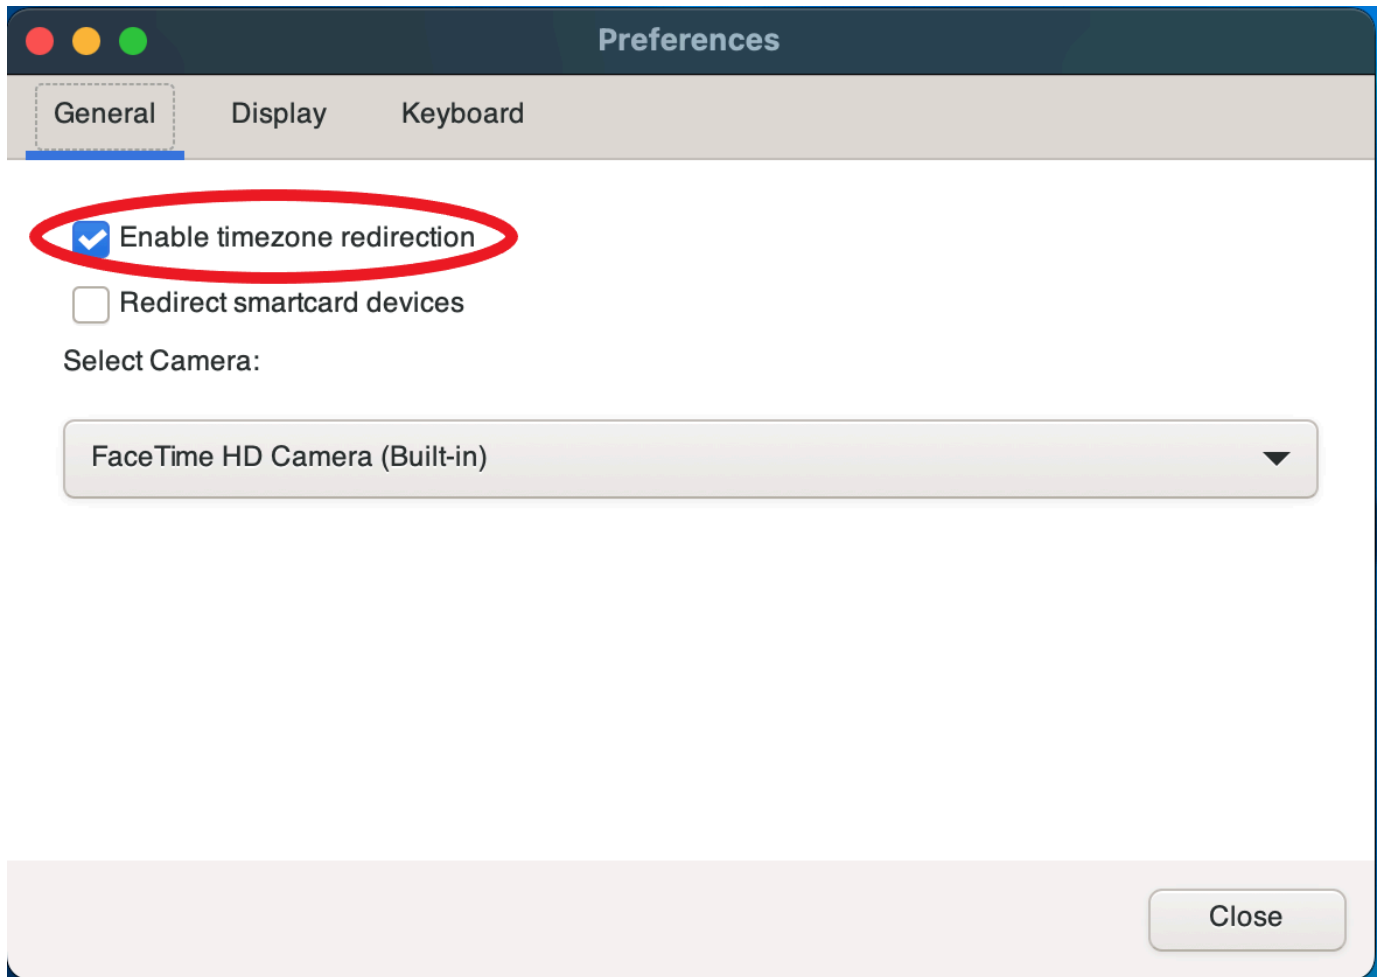 Preferences
General Display Keyboard
Enable timezone redirection
Redirect smartcard devices
Select Camera:
FaceTime HD Camera (Built-in)
Close